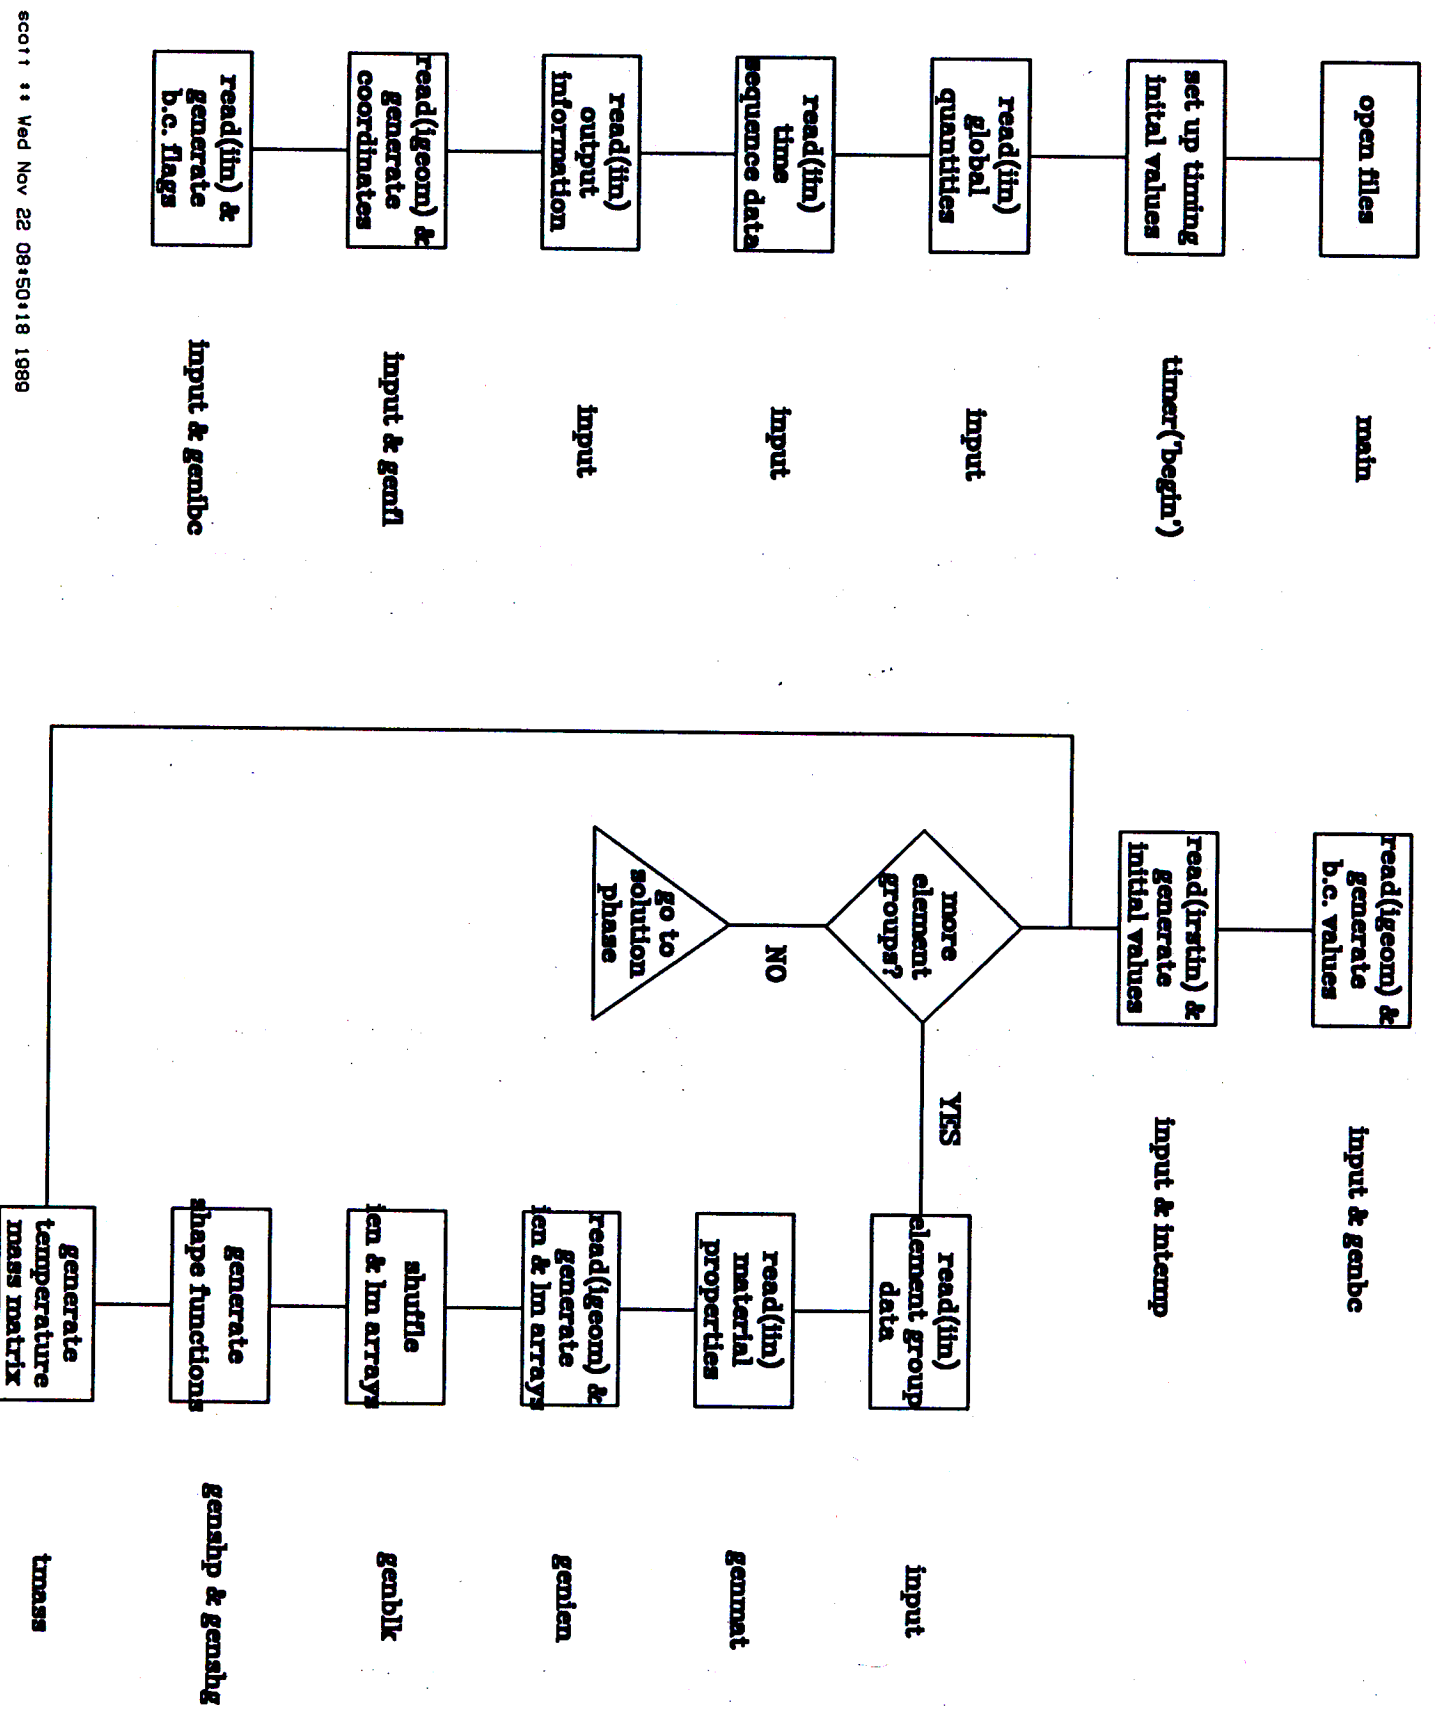 open files
main
set up timing
inital values
timer('begin')
read(iin)
global
quantities
input
read(iin)
time
sequence data
input
read(iin)
output
information
input
read(igeom) &
generate
coordinates
input & genfl
read(iin) &
generate
b.c. flags
input & genibc
read(igeom) &
generate
b.c. values
input & genbc
read(irstin) &
generate
initial values
input & intemp
more
element
groups?
NO
go to
solution
phase
YES
read(iin)
element group
data
input
read(iin)
material
properties
genmat
read(igeom) &
generate
ien & lm arrays
genien
shuffle
ien & lm arrays
genblk
generate
shape functions
genshp & genshg
generate
temperature
mass matrix
tmass
scott :: Wed Nov 22 08:50:18 1989